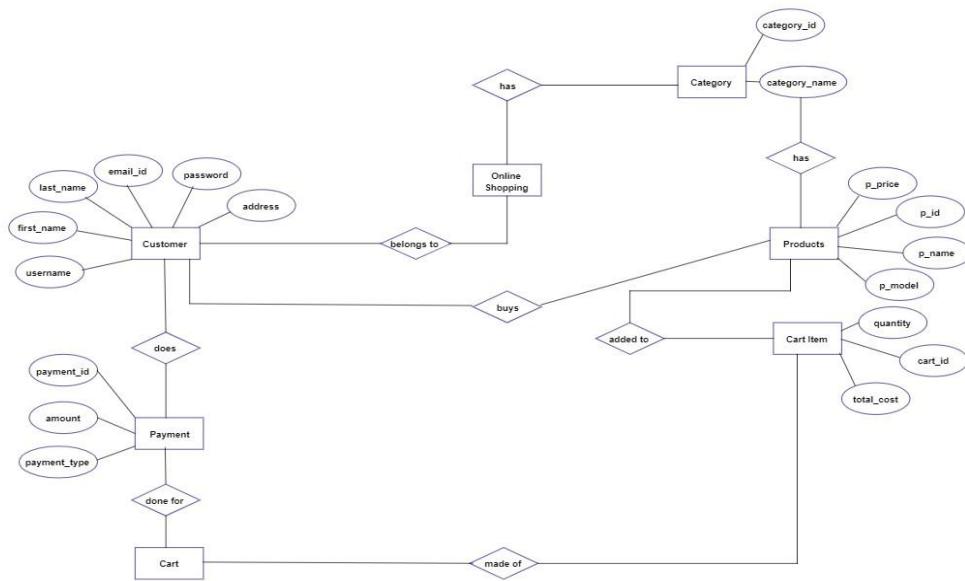 category_id
Category
category_name
has
Online
Shopping
has
email_id
password
last_name
address
first_name
Customer
username
belongs to
p_price
p_id
Products
p_name
p_model
buys
quantity
does
added to
Cart Item
cart_id
payment_id
total_cost
amount
Payment
payment_type
done for
Cart
made of